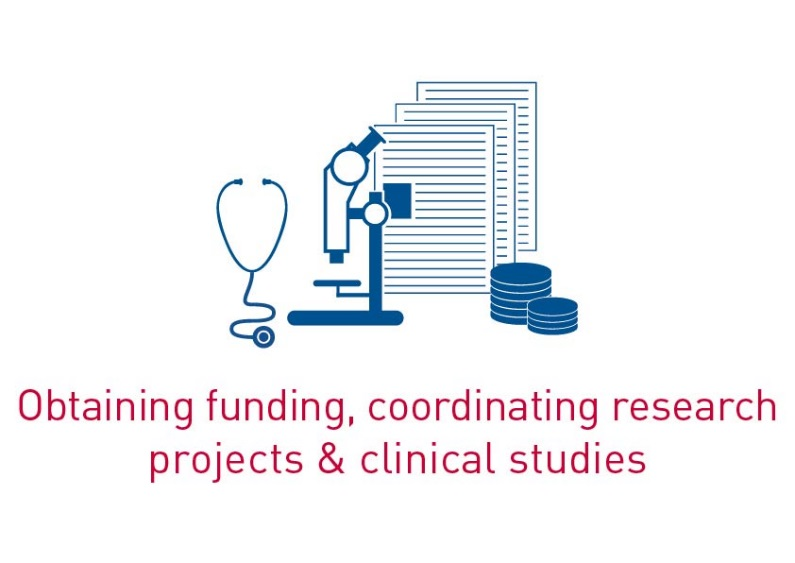 Obtaining funding, coordinating research
projects & clinical studies